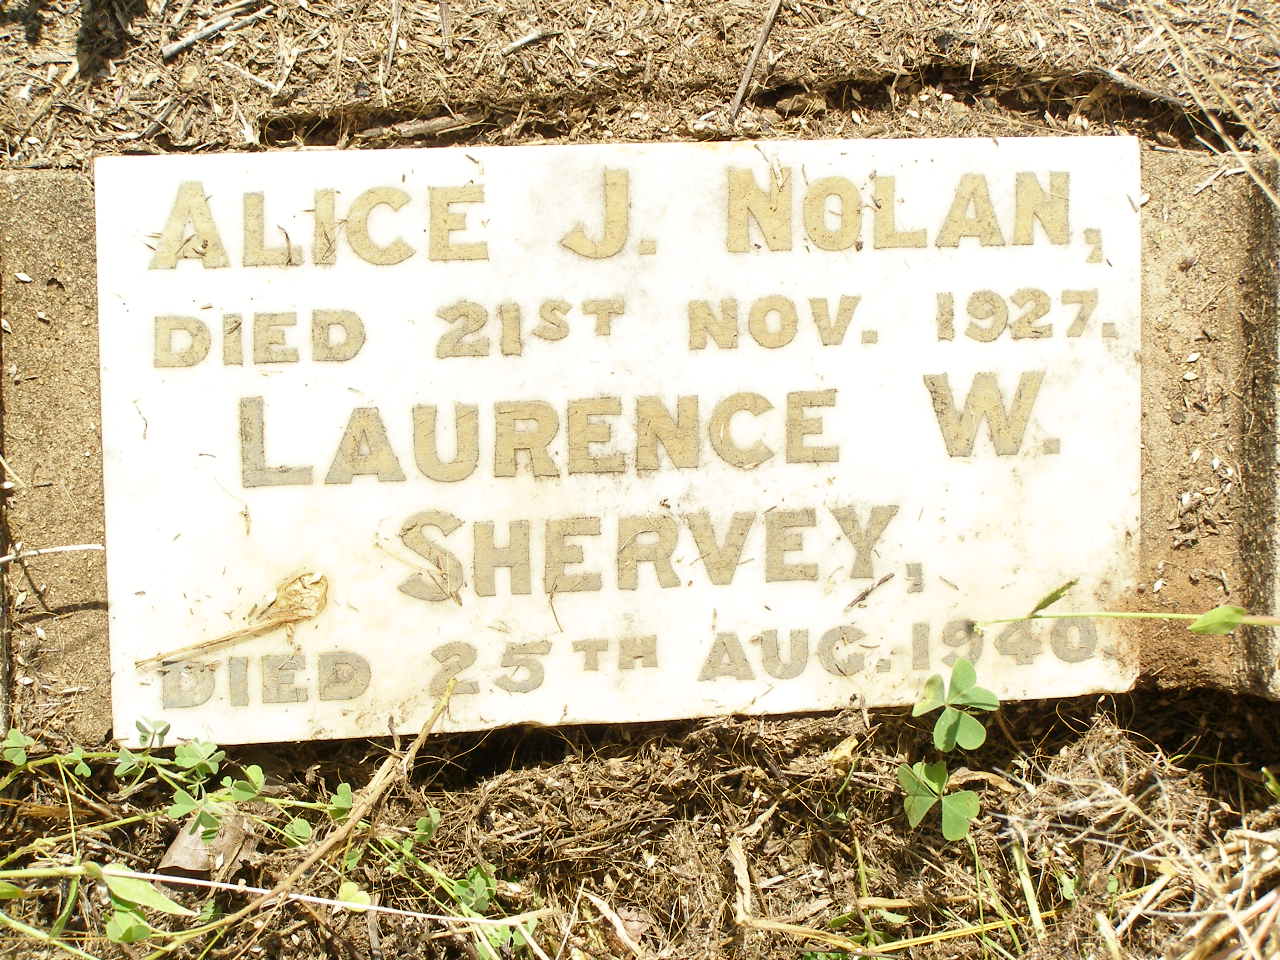 ALICE J. NOLAN,
DIED 21ST NOV. 1927.
LAURENCE W.
SHERVEY,
DIED 25TH AUG. 1940.